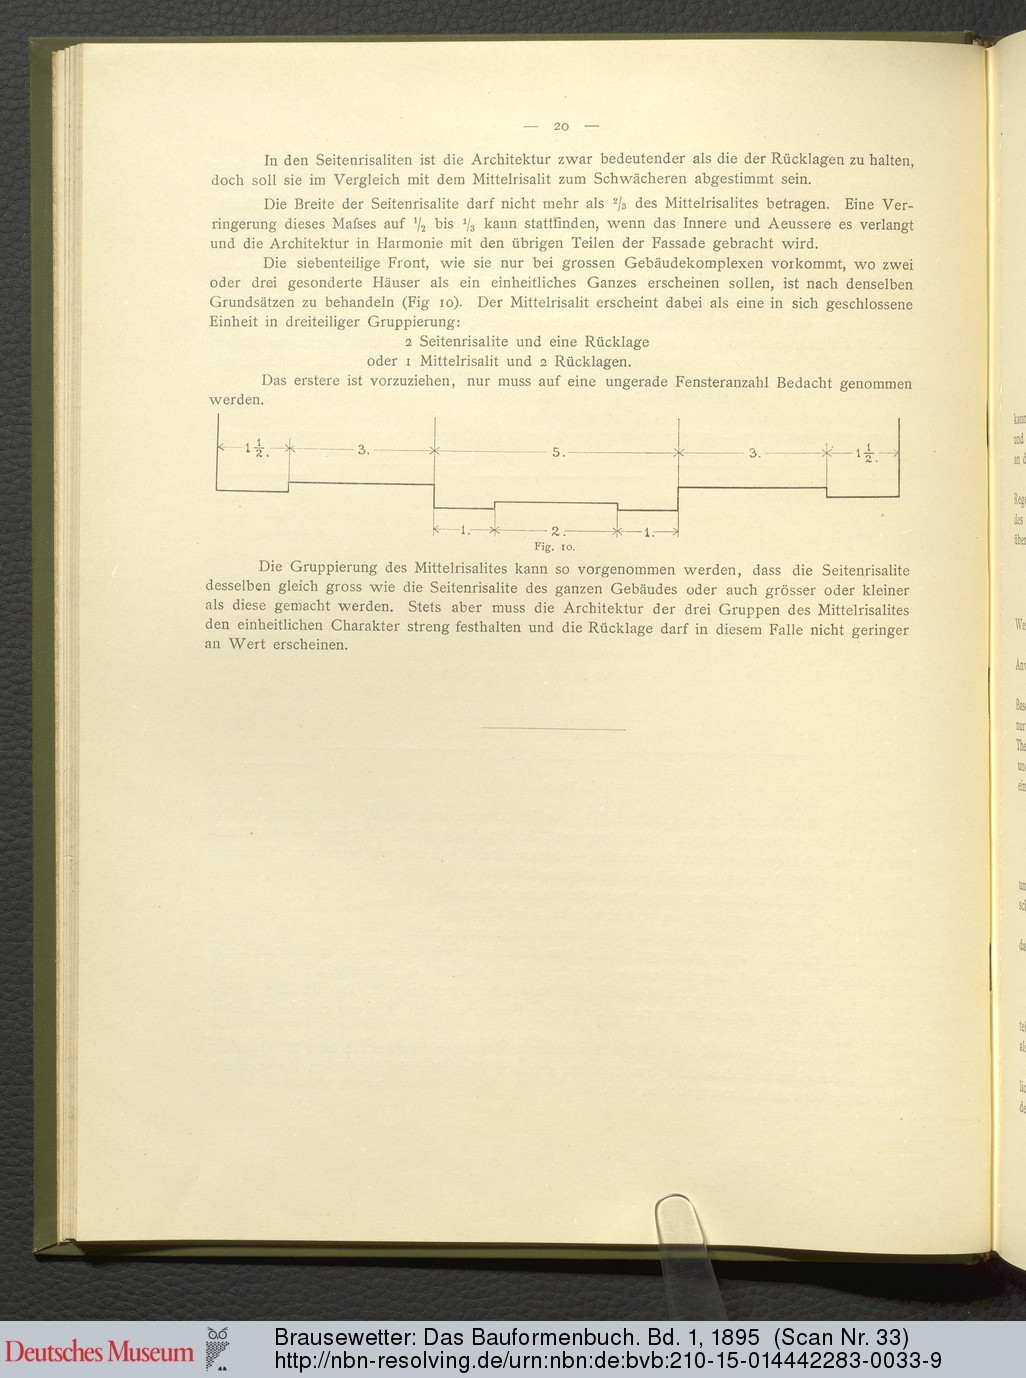 — 20 —
In den Seitenrisaliten ist die Architektur zwar bedeutender als die der Rücklagen zu halten,
doch soll sie im Vergleich mit dem Mittelrisalit zum Schwächeren abgestimmt sein.
Die Breite der Seitenrisalite darf nicht mehr als 2/3 des Mittelrisalites betragen. Eine Ver-
ringerung dieses Maſses auf 1/2 bis 1/3 kann stattfinden, wenn das Innere und Aeussere es verlangt
und die Architektur in Harmonie mit den übrigen Teilen der Fassade gebracht wird.
Die siebenteilige Front, wie sie nur bei grossen Gebäudekomplexen vorkommt, wo zwei
oder drei gesonderte Häuser als ein einheitliches Ganzes erscheinen sollen, ist nach denselben
Grundsätzen zu behandeln (Fig 10). Der Mittelrisalit erscheint dabei als eine in sich geschlossene
Einheit in dreiteiliger Gruppierung:
2 Seitenrisalite und eine Rücklage
oder 1 Mittelrisalit und 2 Rücklagen.
Das erstere ist vorzuziehen, nur muss auf eine ungerade Fensteranzahl Bedacht genommen
werden.
1 1/2. 3. 5. 3. 1 1/2.
1. 2. 1.
Fig. 10.
Die Gruppierung des Mittelrisalites kann so vorgenommen werden, dass die Seitenrisalite
desselben gleich gross wie die Seitenrisalite des ganzen Gebäudes oder auch grösser oder kleiner
als diese gemacht werden. Stets aber muss die Architektur der drei Gruppen des Mittelrisalites
den einheitlichen Charakter streng festhalten und die Rücklage darf in diesem Falle nicht geringer
an Wert erscheinen.
Deutsches Museum
Brausewetter: Das Bauformenbuch. Bd. 1, 1895 (Scan Nr. 33)
http://nbn-resolving.de/urn:nbn:de:bvb:210-15-014442283-0033-9